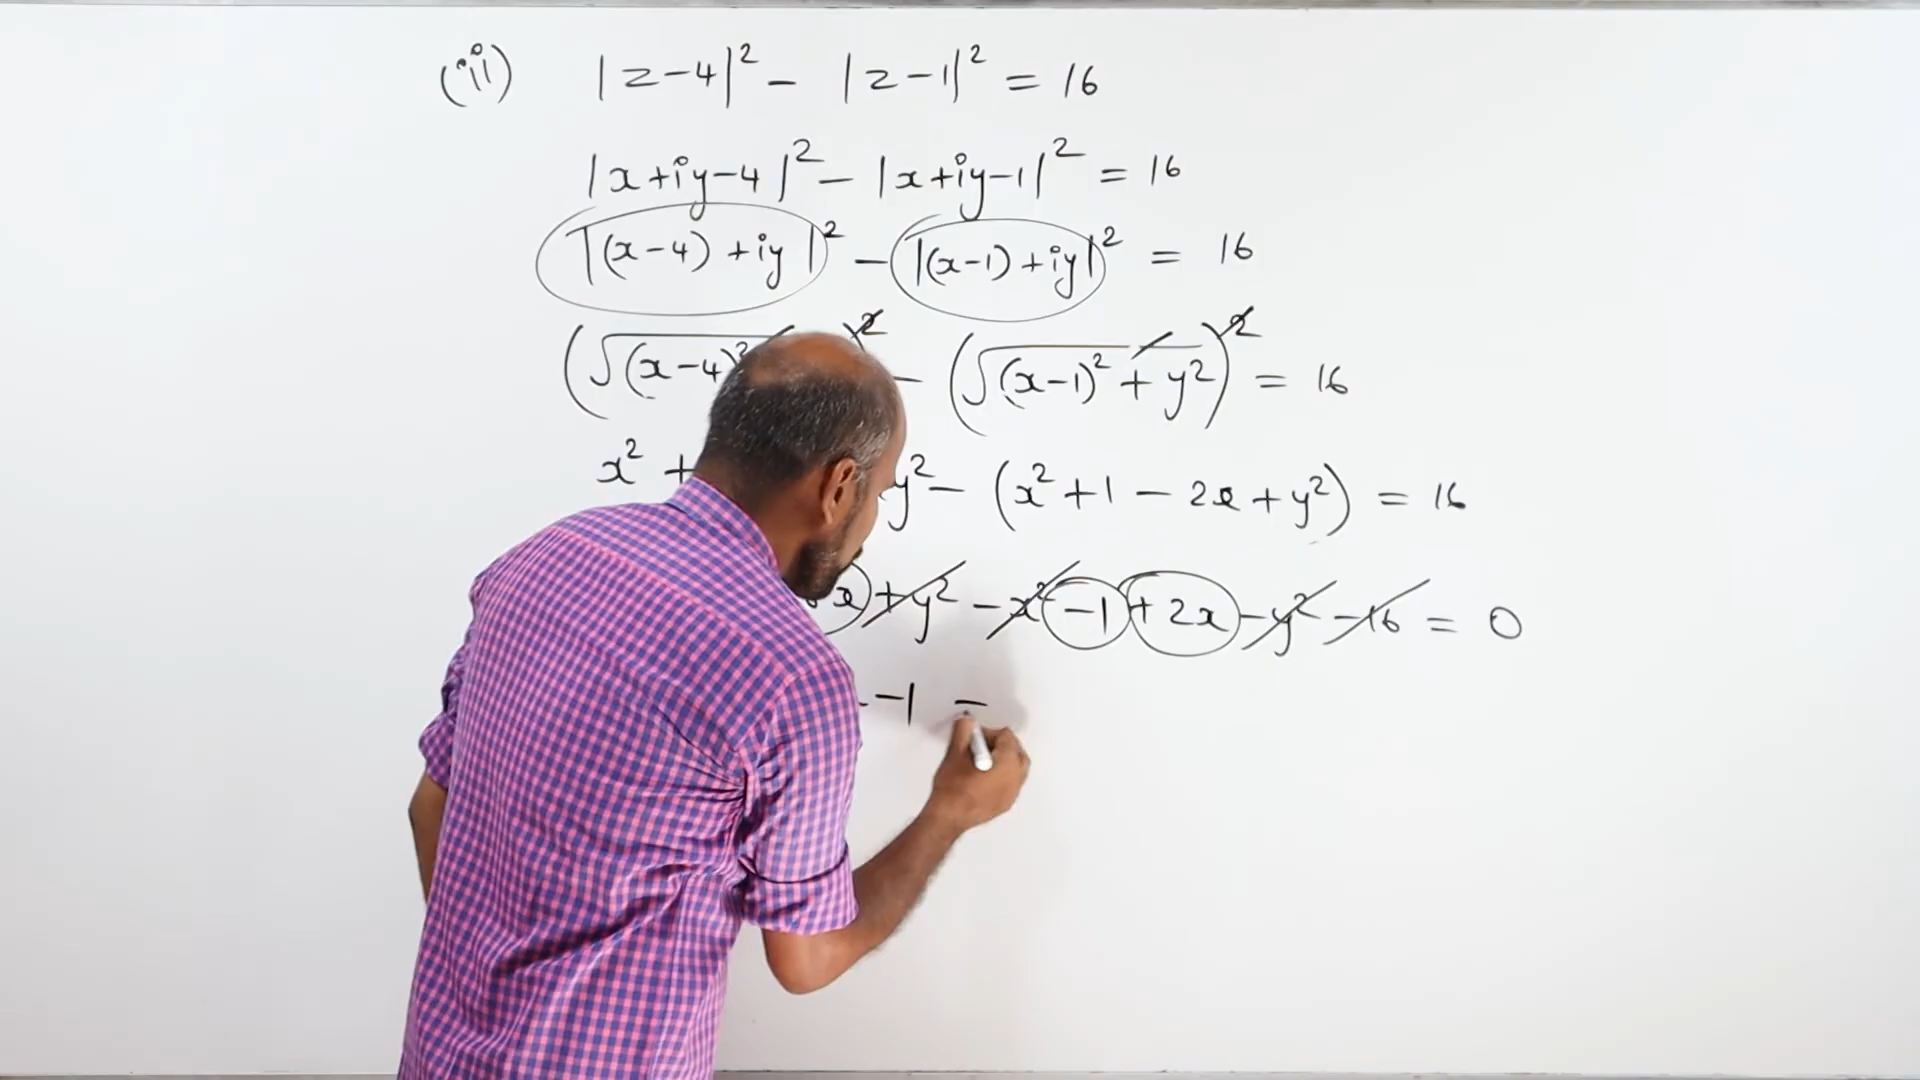 (ii) |z-4|² - |z-1|² = 16
|x+iy-4|² - |x+iy-1|² = 16
|(x-4) +iy|² - |(x-1) +iy|² = 16
(√(x-4)² )² - (√(x-1)² + y²)² = 16
x² + y² - (x² + 1 - 2x + y²) = 16
x + y² - x² - 1 + 2x - y² - 16 = 0
-1 =